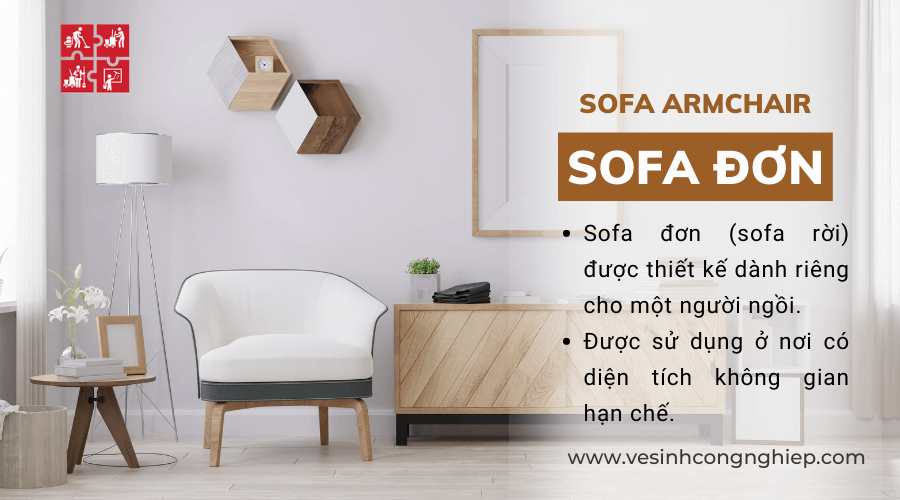 SOFA ARMCHAIR
SOFA ĐƠN
• Sofa đơn (sofa rời)
được thiết kế dành riêng
cho một người ngồi.
• Được sử dụng ở nơi có
diện tích không gian
hạn chế.
www.vesinhcongnghiep.com